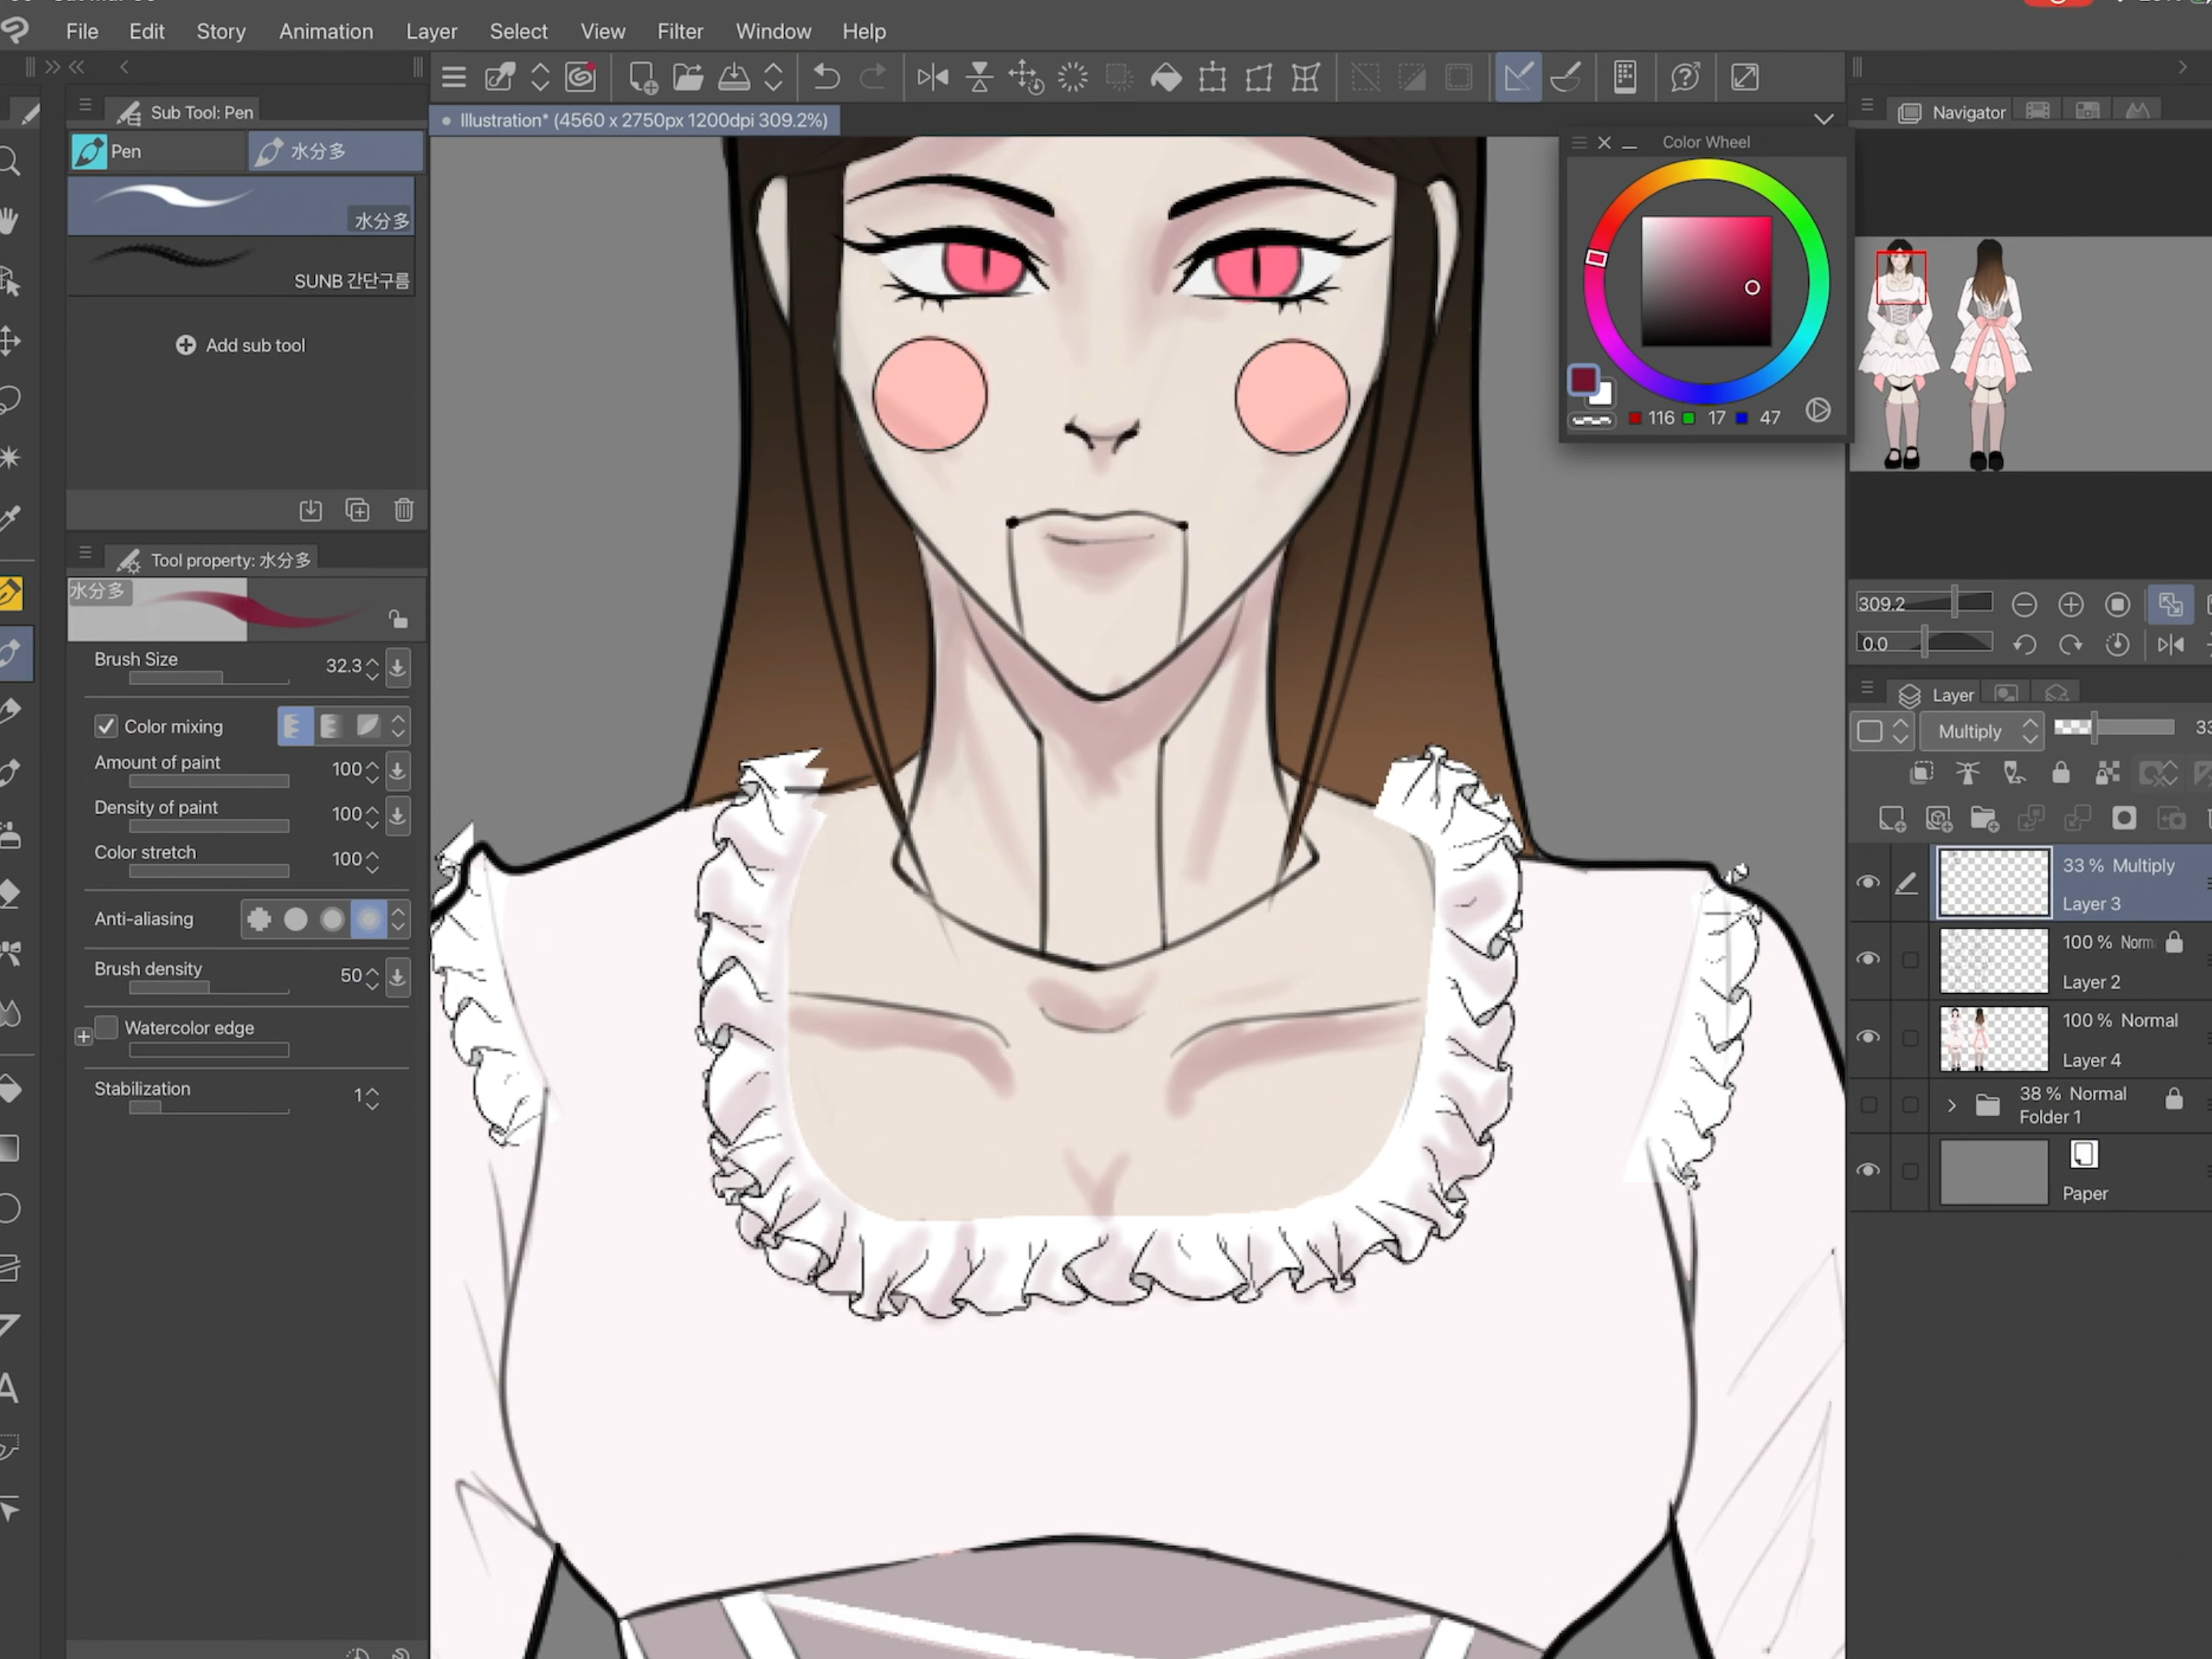 File Edit Story Animation Layer Select View Filter Window Help
Sub Tool: Pen
Pen
水分多
水分多
SUNB 간단구름
Add sub tool
Tool property: 水分多
水分多
Brush Size 32.3
Color mixing
Amount of paint 100
Density of paint 100
Color stretch 100
Anti-aliasing
Brush density 50
Watercolor edge
Stabilization 1
Illustration* (4560 x 2750px 1200dpi 309.2%)
Color Wheel
116 17 47
Navigator
309.2
0.0
Layer
Multiply
33 % Multiply
Layer 3
100 % Norm
Layer 2
100 % Normal
Layer 4
38 % Normal
Folder 1
Paper